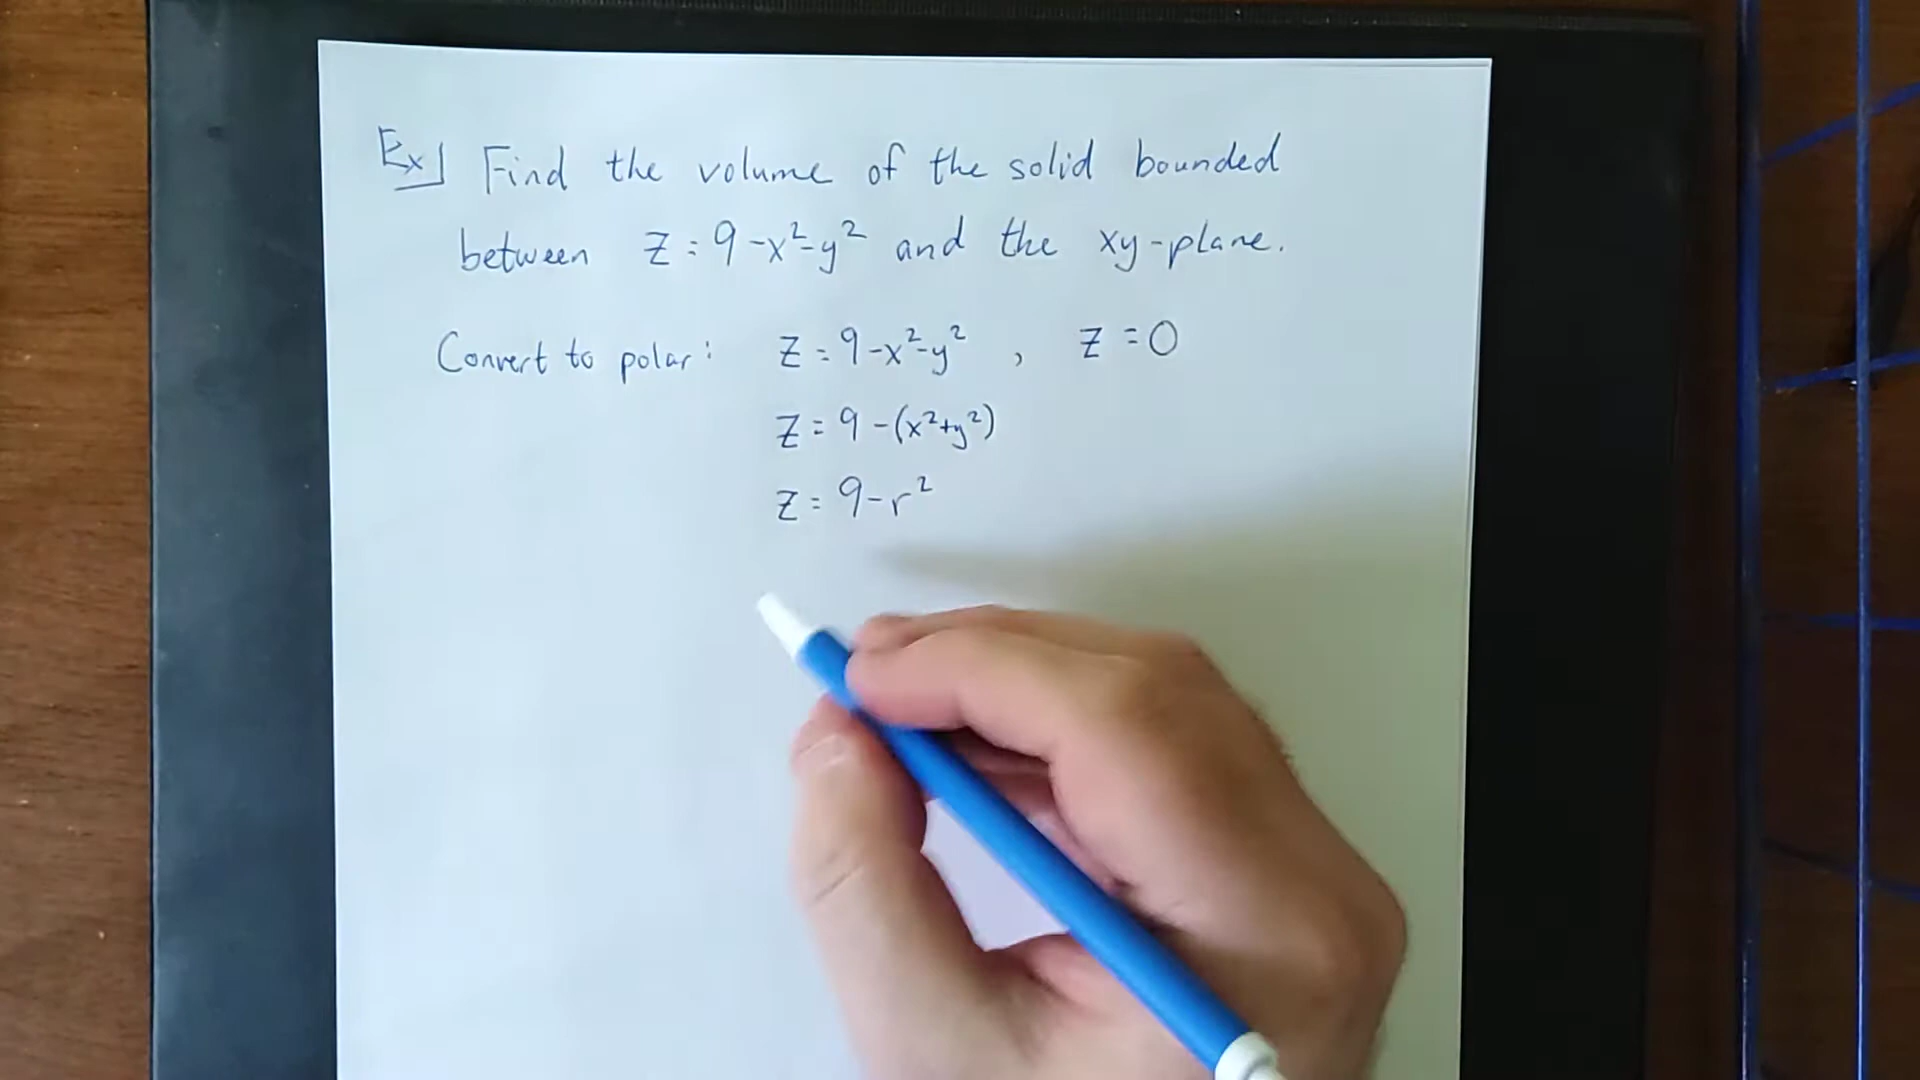 Ex] Find the volume of the solid bounded
between z = 9-x²-y² and the xy-plane.
Convert to polar: z = 9-x²-y² , z = 0
z = 9-(x²+y²)
z = 9-r²